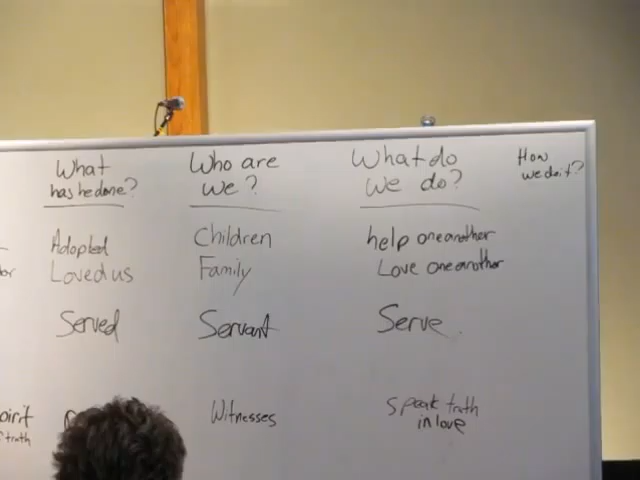 What
has he done?
Who are
we?
What do
we do?
How
we do it?
Adopted
Loved us
Children
Family
help one another
Love one another
Served
Servant
Serve
truth
Witnesses
speak truth
in love